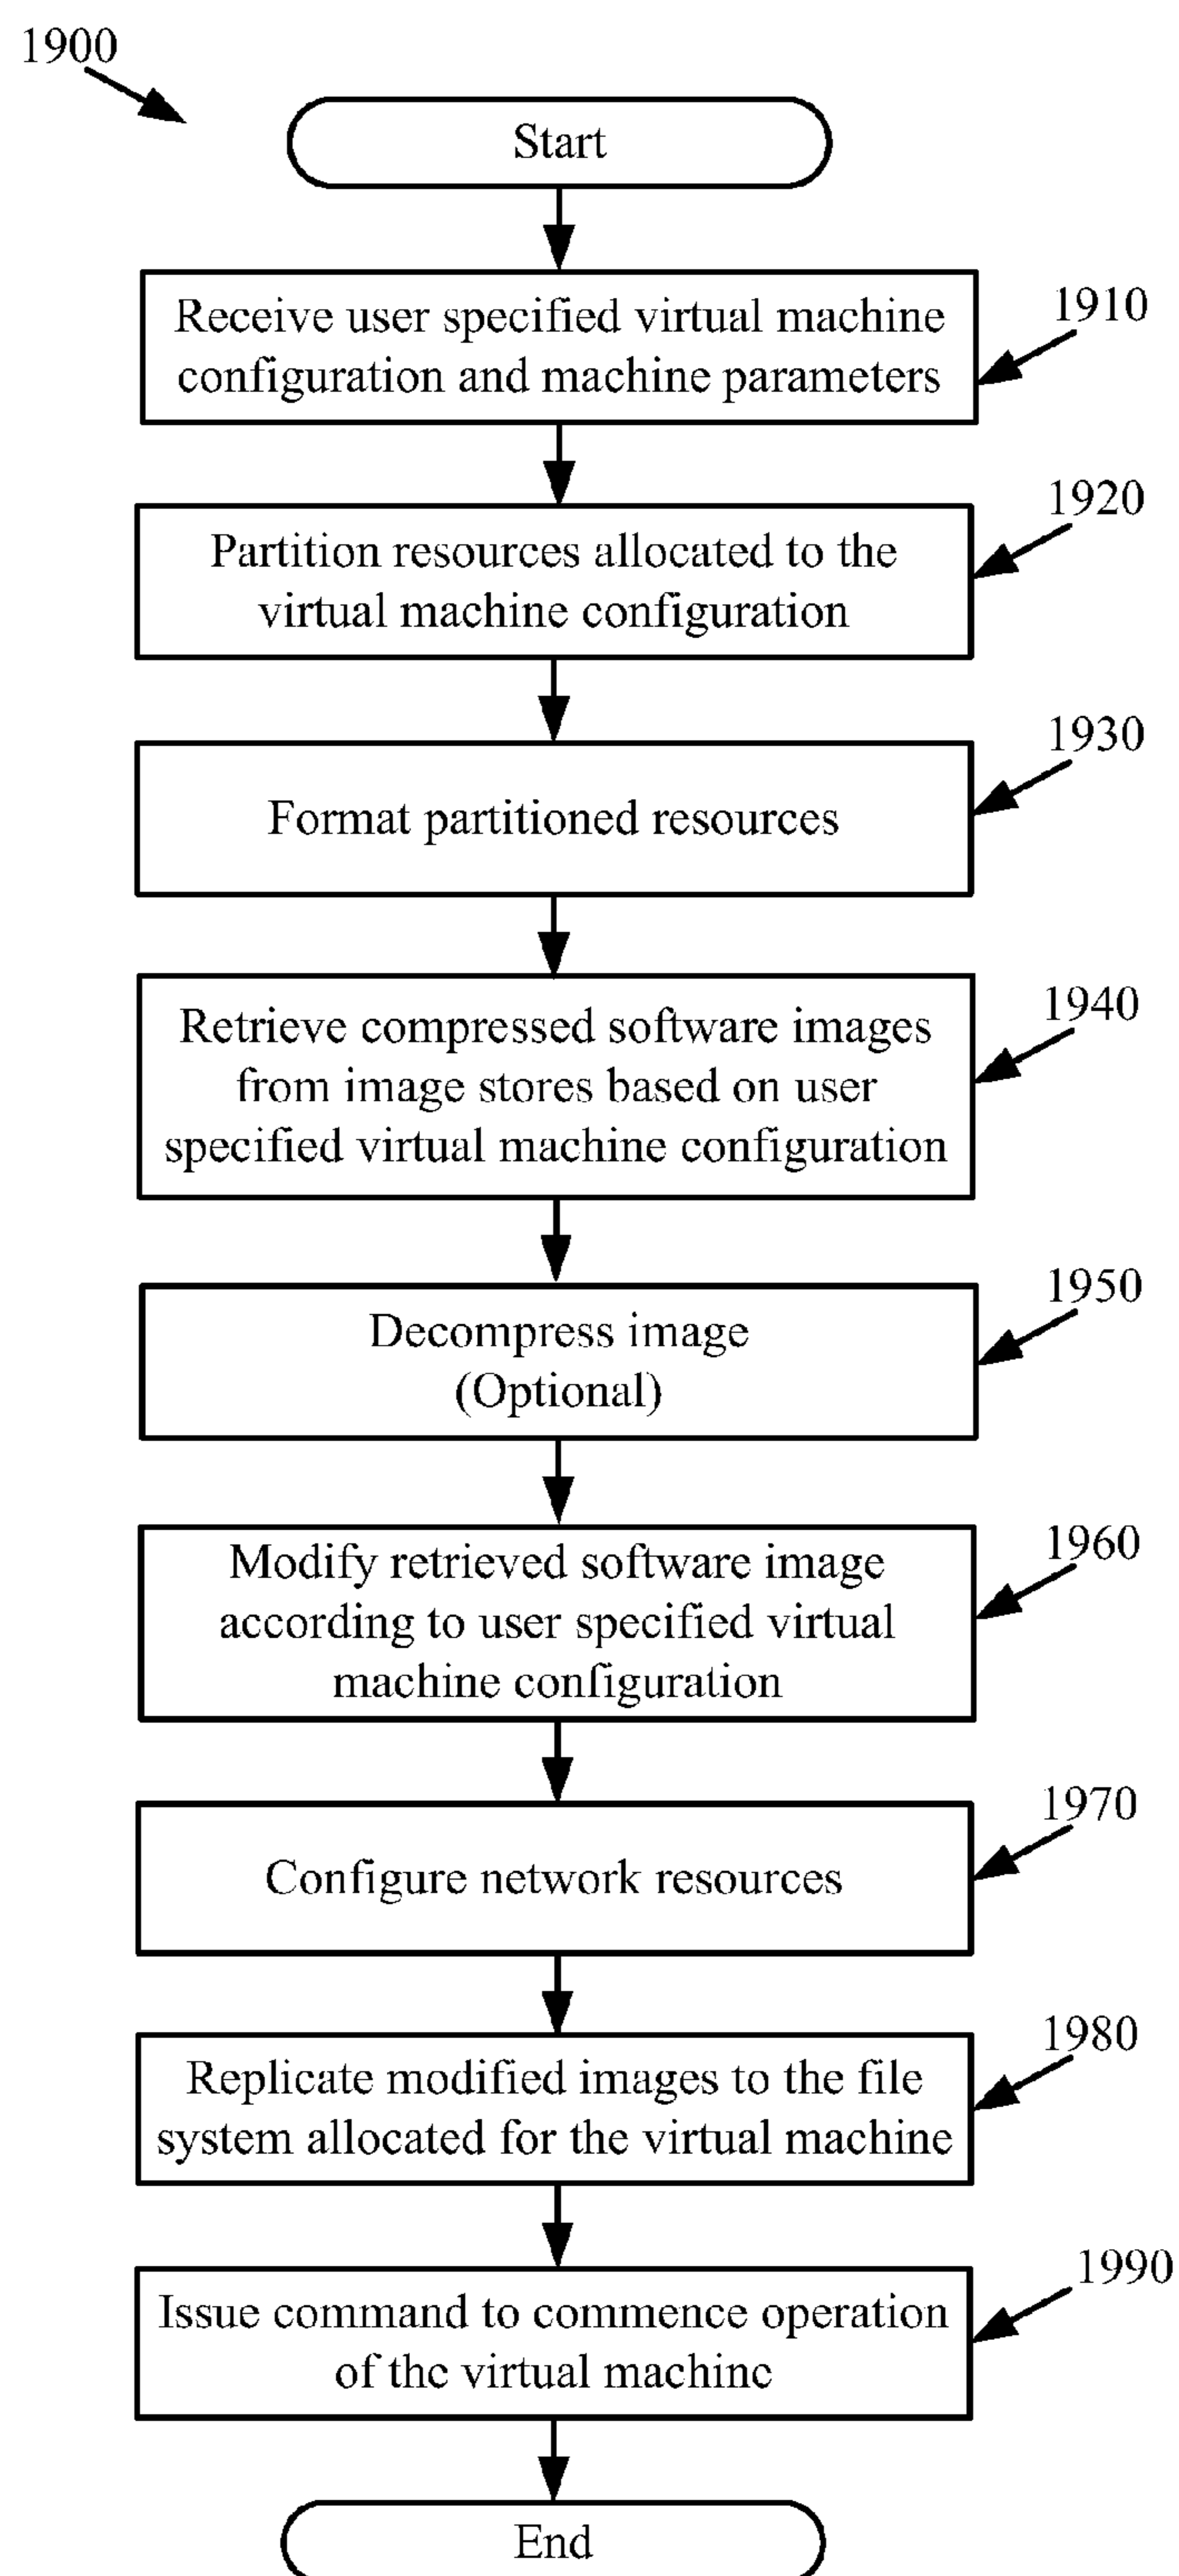 1900
Start
Receive user specified virtual machine
configuration and machine parameters
1910
Partition resources allocated to the
virtual machine configuration
1920
Format partitioned resources
1930
Retrieve compressed software images
from image stores based on user
specified virtual machine configuration
1940
Decompress image
(Optional)
1950
Modify retrieved software image
according to user specified virtual
machine configuration
1960
Configure network resources
1970
Replicate modified images to the file
system allocated for the virtual machine
1980
Issue command to commence operation
of the virtual machine
1990
End